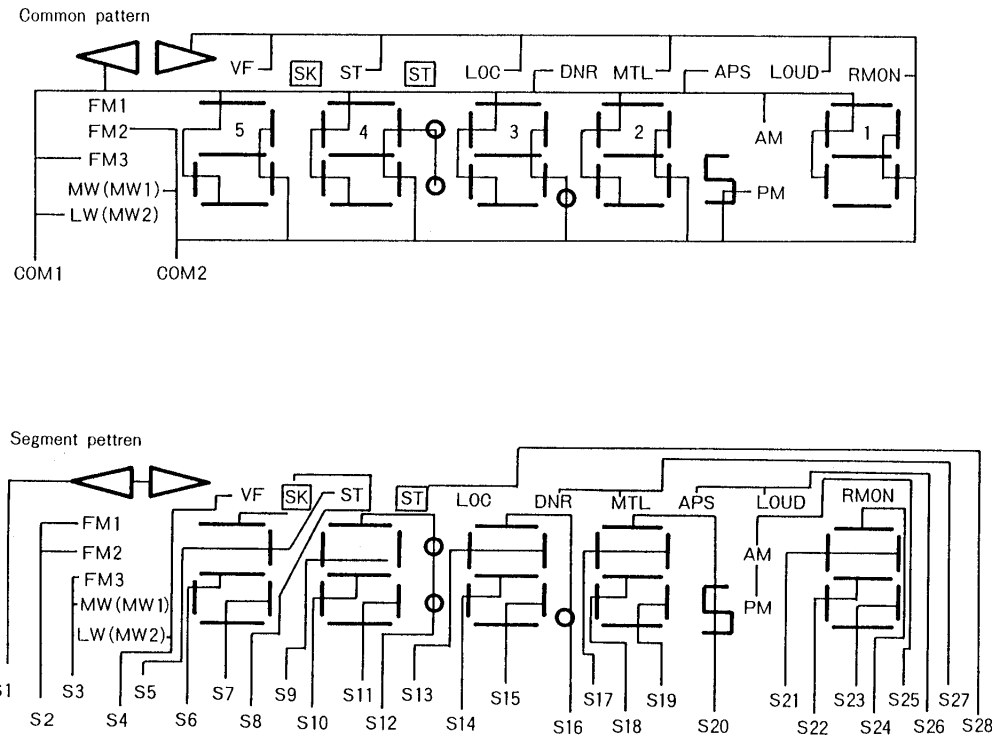 Common pattern
VF SK ST ST LOC DNR MTL APS LOUD RMON
FM1
FM2
FM3
MW(MW1)
LW(MW2)
5 4 3 2 1
AM
PM
COM1 COM2
Segment pettren
VF SK ST ST LOC DNR MTL APS LOUD RMON
FM1
FM2
FM3
MW(MW1)
LW(MW2)
AM
PM
S1 S3 S5 S7 S9 S11 S13 S15 S17 S19 S21 S23 S25 S27
S2 S4 S6 S8 S10 S12 S14 S16 S18 S20 S22 S24 S26 S28